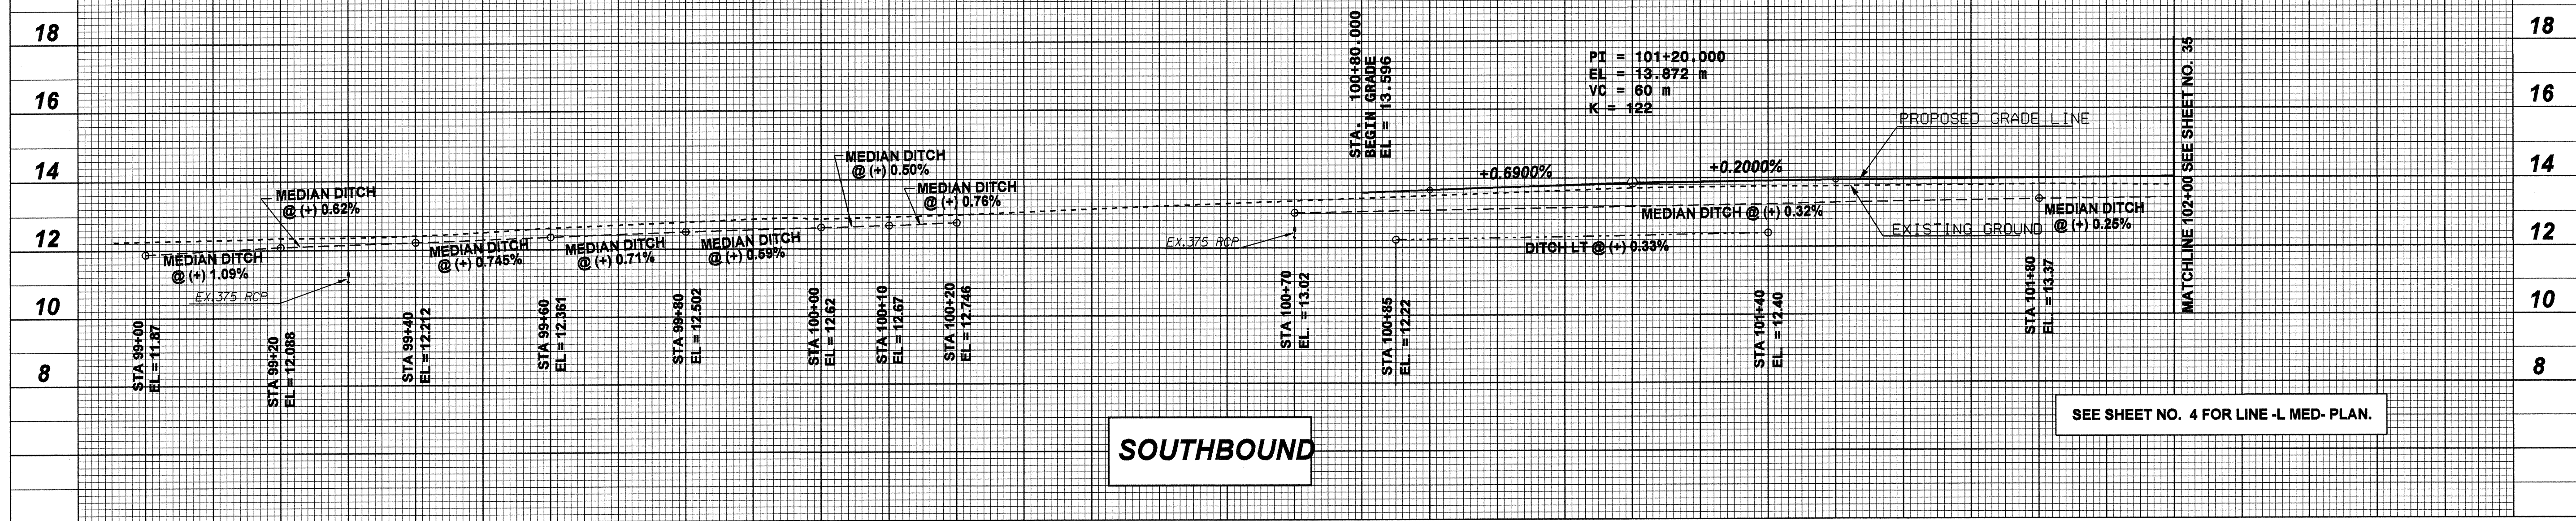 18
16
14
12
10
8
MEDIAN DITCH
@ (+) 0.62%
MEDIAN DITCH
@ (+) 1.09%
EX.375 RCP
MEDIAN DITCH
@ (+) 0.745%
MEDIAN DITCH
@ (+) 0.71%
MEDIAN DITCH
@ (+) 0.59%
MEDIAN DITCH
@ (+) 0.50%
MEDIAN DITCH
@ (+) 0.76%
STA 99+00
EL = 11.87
STA 99+20
EL = 12.088
STA 99+40
EL = 12.212
STA 99+60
EL = 12.361
STA 99+80
EL = 12.502
STA 100+00
EL = 12.62
STA 100+10
EL = 12.67
STA 100+20
EL = 12.746
EX.375 RCP
STA 100+70
EL = 13.02
STA 100+85
EL. = 12.22
STA. 100+80.000
BEGIN GRADE
EL = 13.596
PI = 101+20.000
EL = 13.872 m
VC = 60 m
K = 122
+0.6900%
+0.2000%
PROPOSED GRADE LINE
MEDIAN DITCH @ (+) 0.32%
DITCH LT @ (+) 0.33%
EXISTING GROUND
MEDIAN DITCH
@ (+) 0.25%
STA 101+40
EL. = 12.40
STA 101+80
EL. = 13.37
MATCHLINE 102+00 SEE SHEET NO. 35
18
16
14
12
10
8
SOUTHBOUND
SEE SHEET NO. 4 FOR LINE -L MED- PLAN.